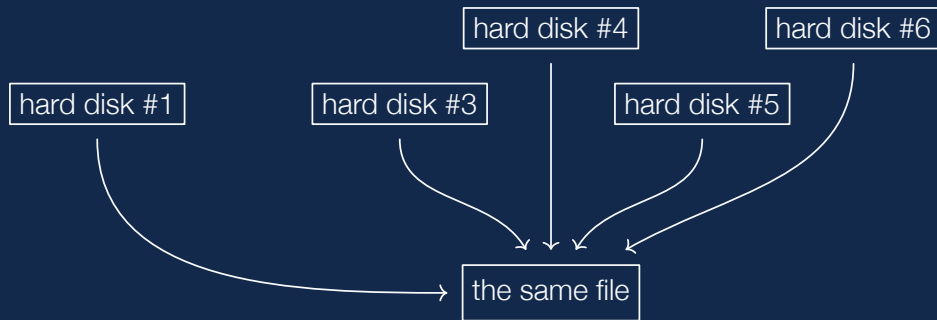 hard disk #4
hard disk #6
hard disk #1
hard disk #3
hard disk #5
the same file